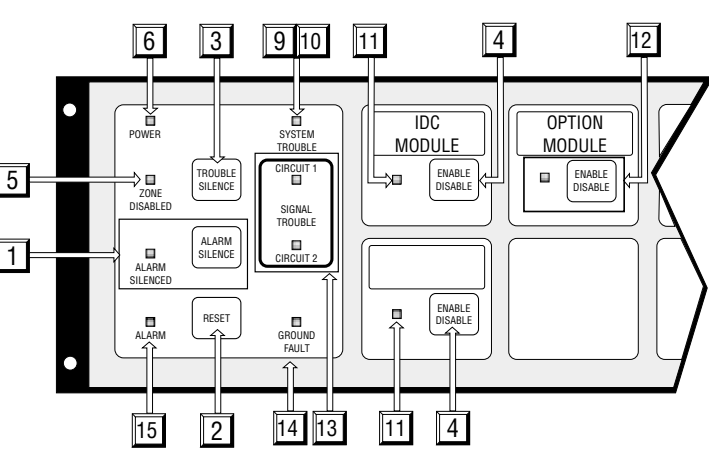 6
3
9
10
11
4
12
POWER
SYSTEM
TROUBLE
IDC
MODULE
OPTION
MODULE
5
ZONE
DISABLED
TROUBLE
SILENCE
CIRCUIT 1
SIGNAL
TROUBLE
CIRCUIT 2
ENABLE
DISABLE
ENABLE
DISABLE
1
ALARM
SILENCED
ALARM
SILENCE
ALARM
RESET
GROUND
FAULT
ENABLE
DISABLE
15
2
14
13
11
4